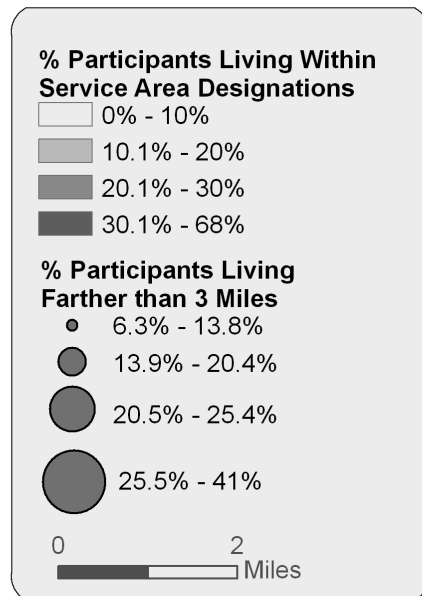 % Participants Living Within
Service Area Designations
0% - 10%
10.1% - 20%
20.1% - 30%
30.1% - 68%
% Participants Living
Farther than 3 Miles
6.3% - 13.8%
13.9% - 20.4%
20.5% - 25.4%
25.5% - 41%
0 2
Miles